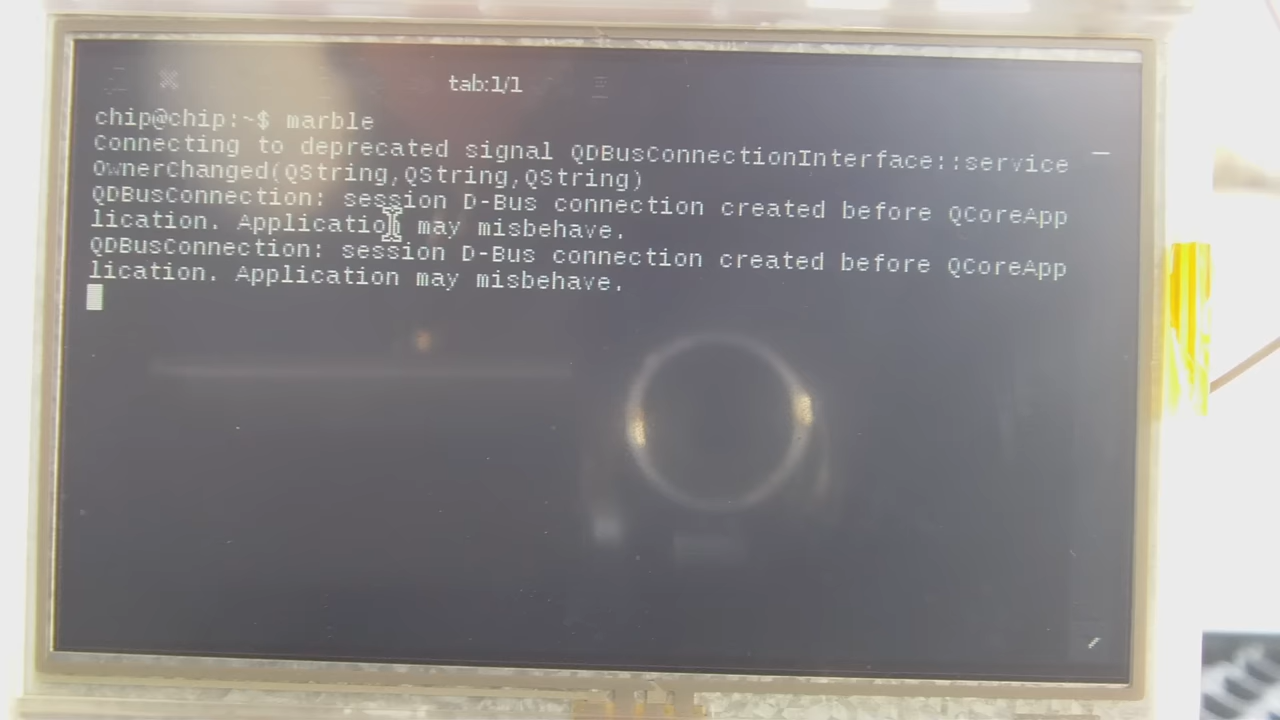 tab:1/1
chip@chip:~$ marble
Connecting to deprecated signal QDBusConnectionInterface::service
OwnerChanged(QString,QString,QString)
QDBusConnection: session D-Bus connection created before QCoreApp
lication. Application may misbehave.
QDBusConnection: session D-Bus connection created before QCoreApp
lication. Application may misbehave.